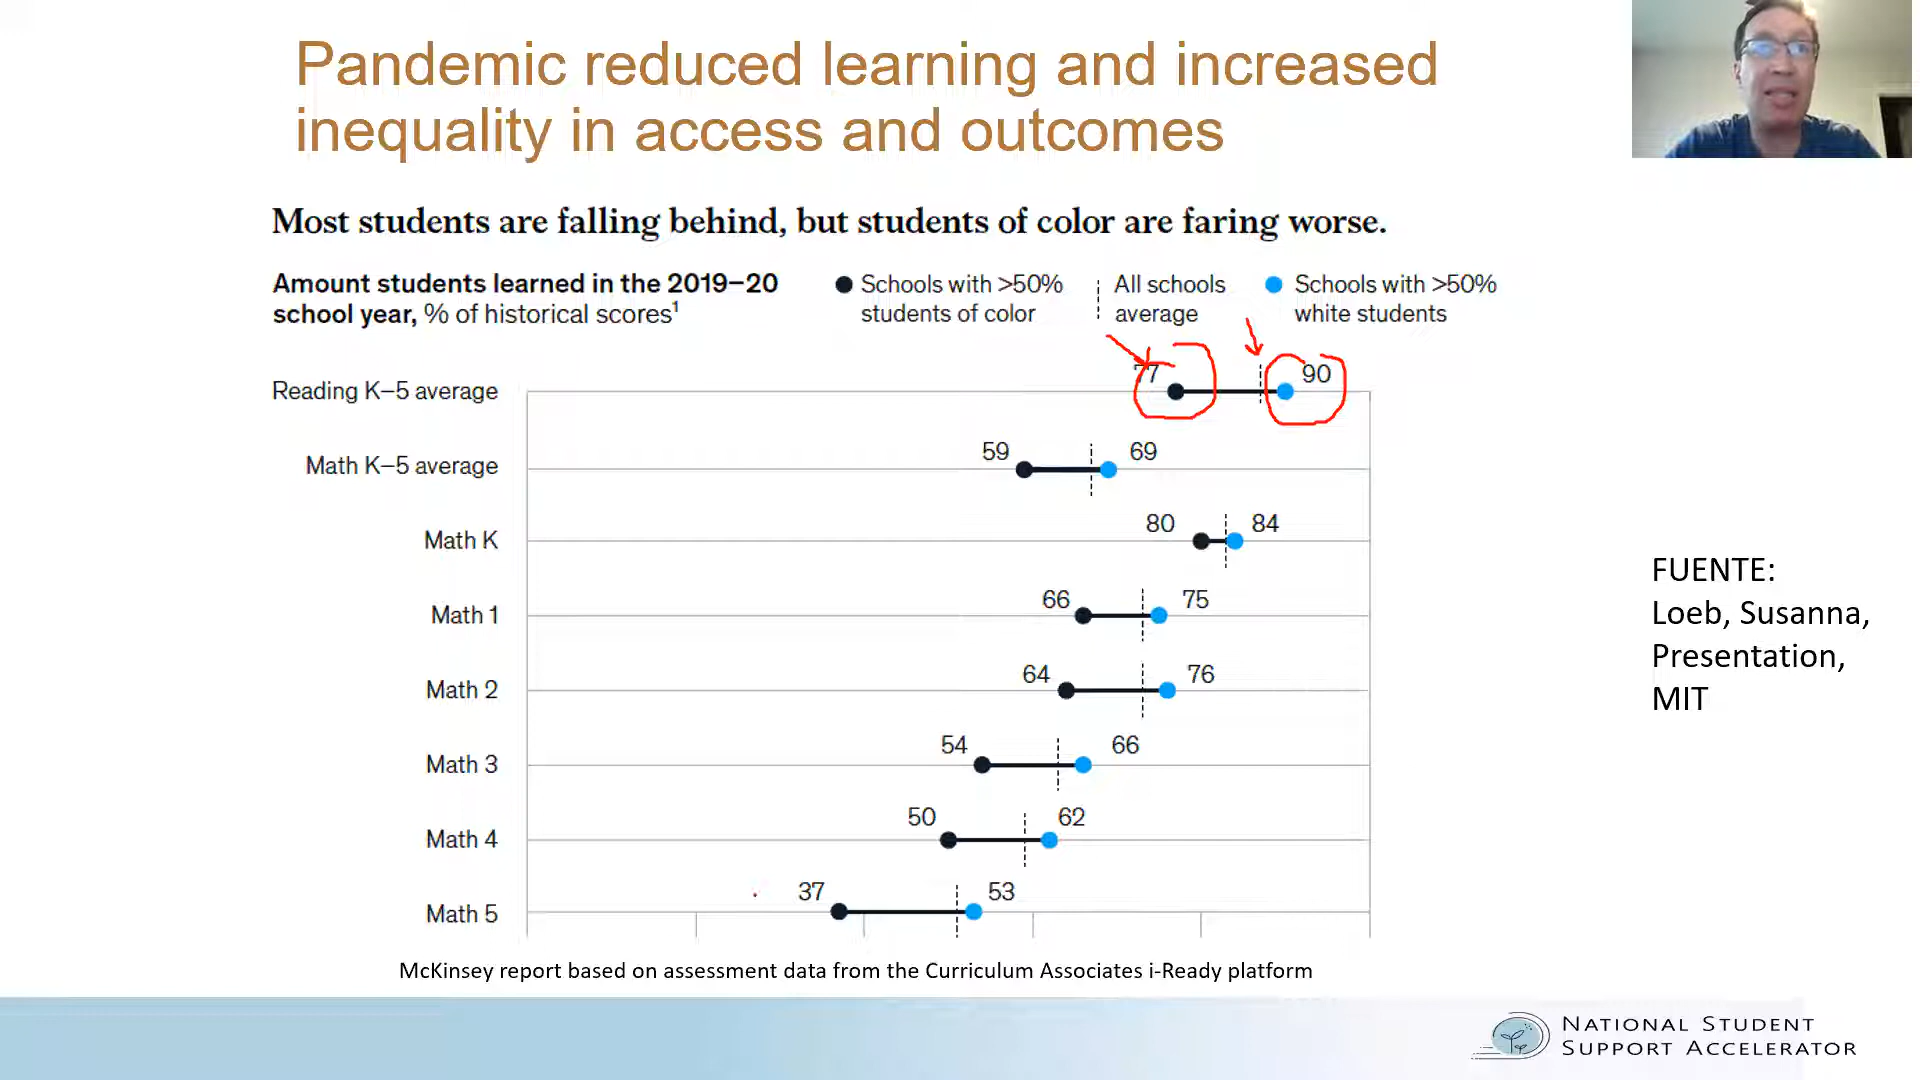 Pandemic reduced learning and increased
inequality in access and outcomes
Most students are falling behind, but students of color are faring worse.
Amount students learned in the 2019–20
school year, % of historical scores¹
Schools with >50%
students of color
All schools
average
Schools with >50%
white students
Reading K–5 average
77
90
Math K–5 average
59
69
Math K
80
84
Math 1
66
75
Math 2
64
76
Math 3
54
66
Math 4
50
62
Math 5
37
53
McKinsey report based on assessment data from the Curriculum Associates i-Ready platform
FUENTE:
Loeb, Susanna,
Presentation,
MIT
NATIONAL STUDENT
SUPPORT ACCELERATOR